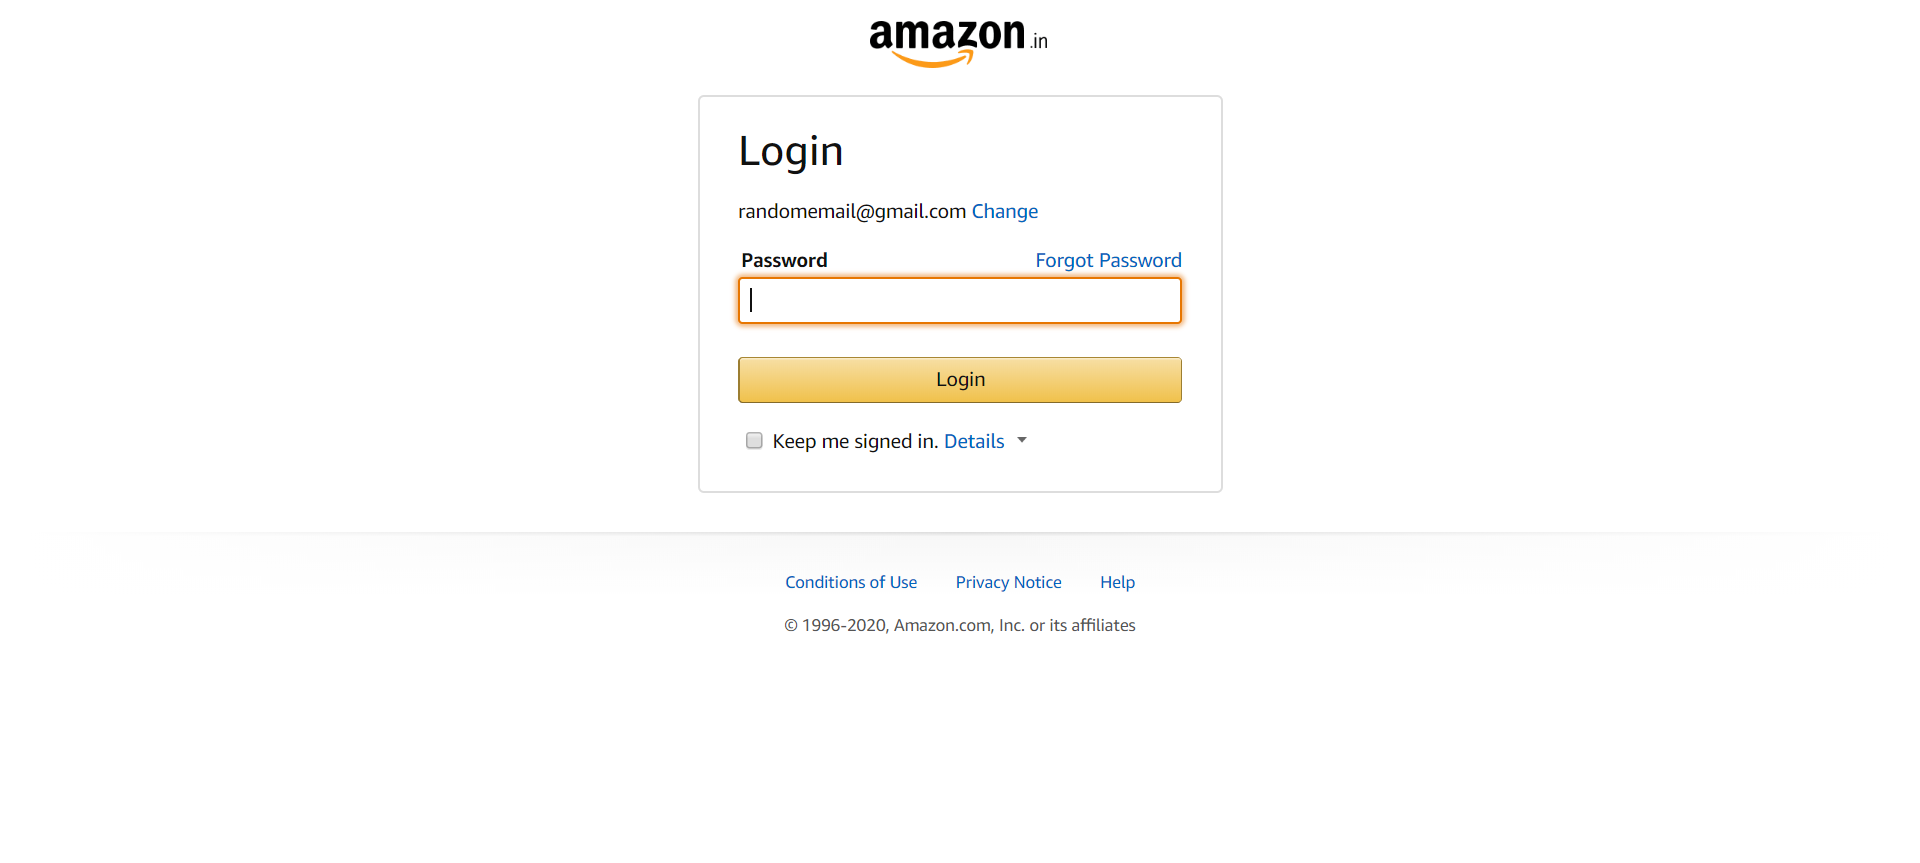 amazon.in
Login
randomemail@gmail.com Change
Password Forgot Password
Login
Keep me signed in. Details
Conditions of Use Privacy Notice Help
© 1996-2020, Amazon.com, Inc. or its affiliates